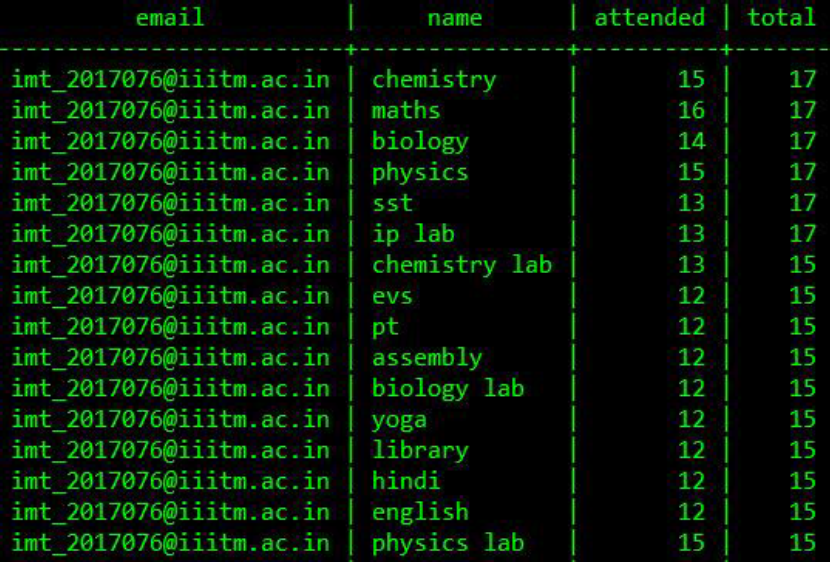 email | name | attended | total
--------------------------+----------------+-----------+-------
imt_2017076@iiitm.ac.in | chemistry | 15 | 17
imt_2017076@iiitm.ac.in | maths | 16 | 17
imt_2017076@iiitm.ac.in | biology | 14 | 17
imt_2017076@iiitm.ac.in | physics | 15 | 17
imt_2017076@iiitm.ac.in | sst | 13 | 17
imt_2017076@iiitm.ac.in | ip lab | 13 | 17
imt_2017076@iiitm.ac.in | chemistry lab | 13 | 15
imt_2017076@iiitm.ac.in | evs | 12 | 15
imt_2017076@iiitm.ac.in | pt | 12 | 15
imt_2017076@iiitm.ac.in | assembly | 12 | 15
imt_2017076@iiitm.ac.in | biology lab | 12 | 15
imt_2017076@iiitm.ac.in | yoga | 12 | 15
imt_2017076@iiitm.ac.in | library | 12 | 15
imt_2017076@iiitm.ac.in | hindi | 12 | 15
imt_2017076@iiitm.ac.in | english | 12 | 15
imt_2017076@iiitm.ac.in | physics lab | 15 | 15